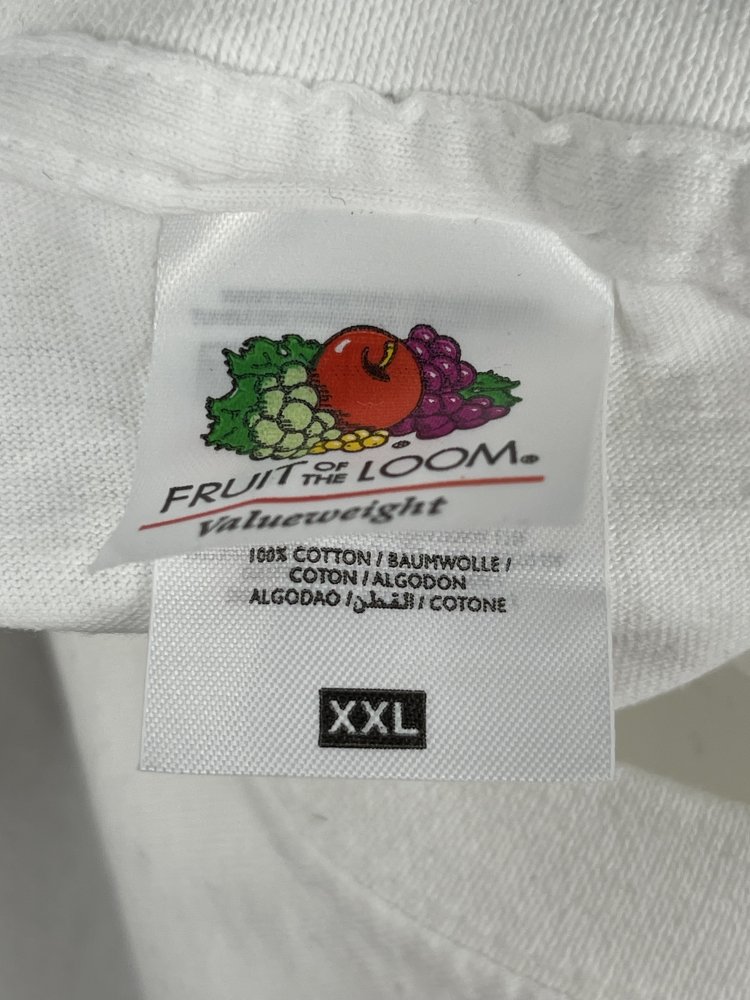 FRUIT OF THE LOOM®
Valueweight
100% COTTON / BAUMWOLLE /
COTON / ALGODON
ALGODAO / القطن / COTONE
XXL